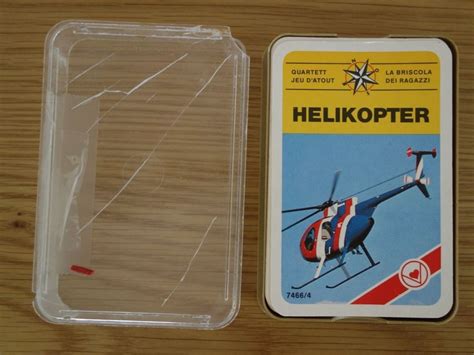 QUARTETT
JEU D'ATOUT
LA BRISCOLA
DEI RAGAZZI
HELIKOPTER
7466/4